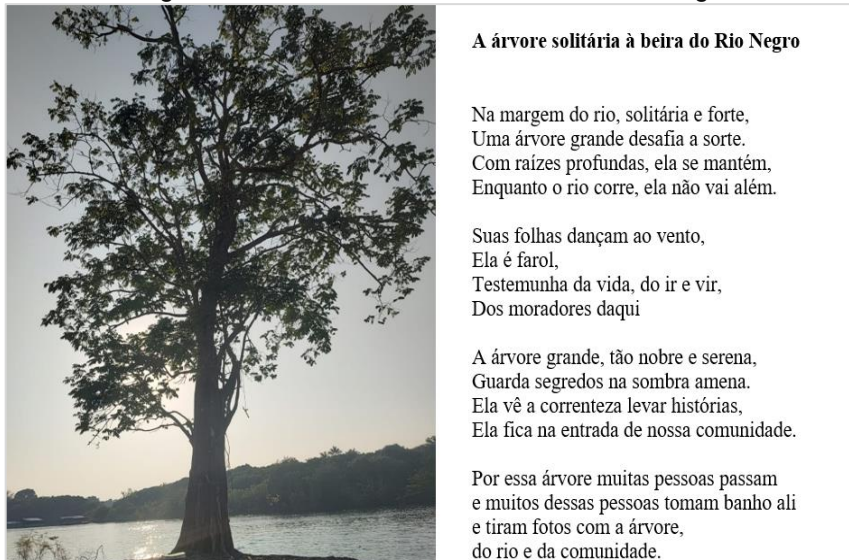 A árvore solitária à beira do Rio Negro
Na margem do rio, solitária e forte,
Uma árvore grande desafia a sorte.
Com raízes profundas, ela se mantém,
Enquanto o rio corre, ela não vai além.
Suas folhas dançam ao vento,
Ela é farol,
Testemunha da vida, do ir e vir,
Dos moradores daqui
A árvore grande, tão nobre e serena,
Guarda segredos na sombra amena.
Ela vê a correnteza levar histórias,
Ela fica na entrada de nossa comunidade.
Por essa árvore muitas pessoas passam
e muitos dessas pessoas tomam banho ali
e tiram fotos com a árvore,
do rio e da comunidade.